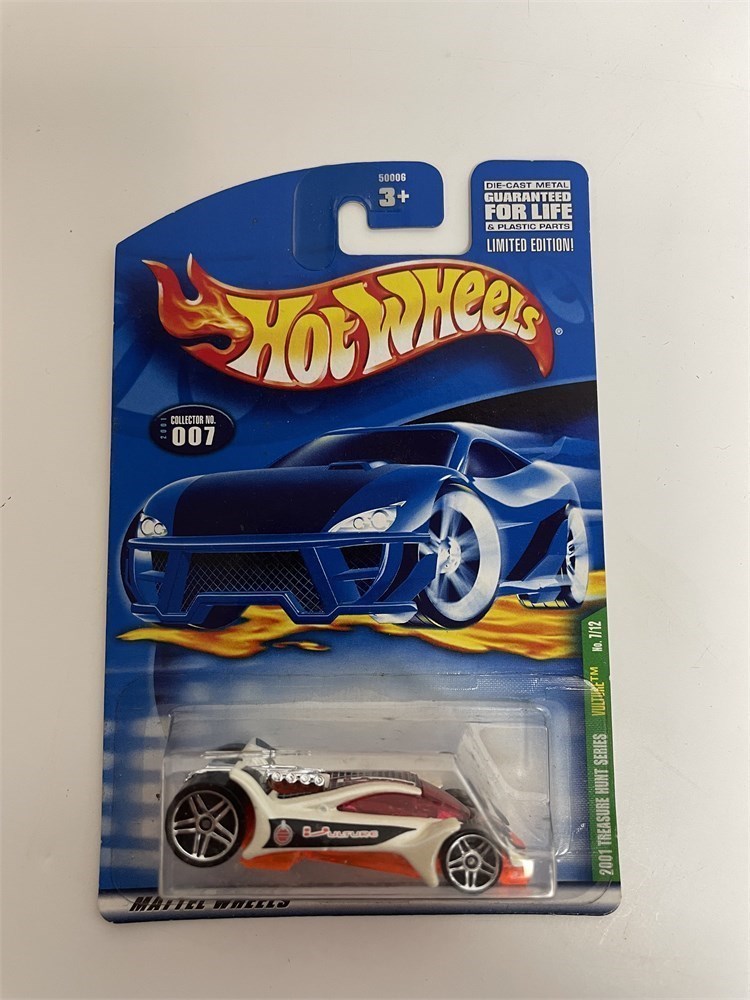 50006
3+
DIE-CAST METAL
GUARANTEED
FOR LIFE
& PLASTIC PARTS
LIMITED EDITION!
HOT WHEELS®
2001
COLLECTOR NO.
007
2001 TREASURE HUNT SERIES VULTURE™ No. 7/12
VULTURE
MATTEL WHEELS